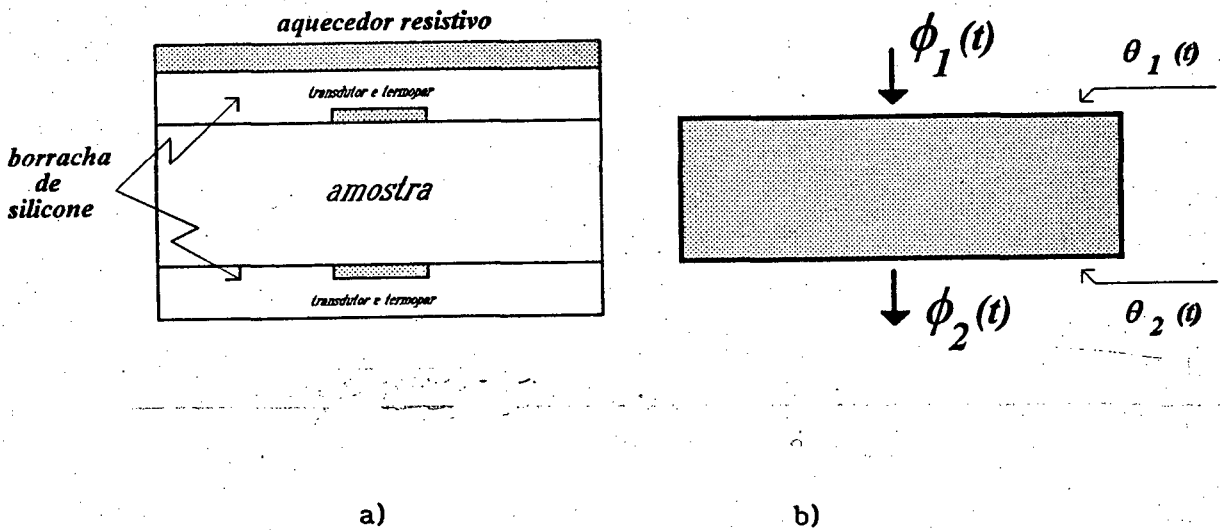 aquecedor resistivo
transdutor e termopar
borracha
de
silicone
amostra
transdutor e termopar
a)
ϕ₁(t)
θ₁(t)
ϕ₂(t)
θ₂(t)
b)